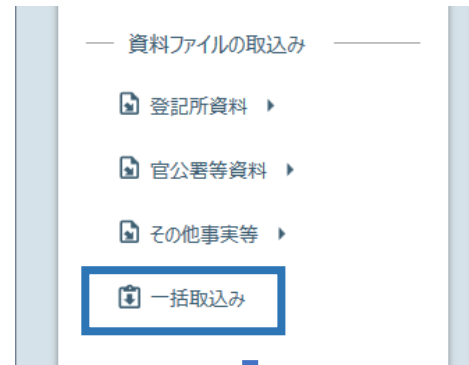 資料ファイルの取込み
登記所資料
官公署等資料
その他事実等
一括取込み